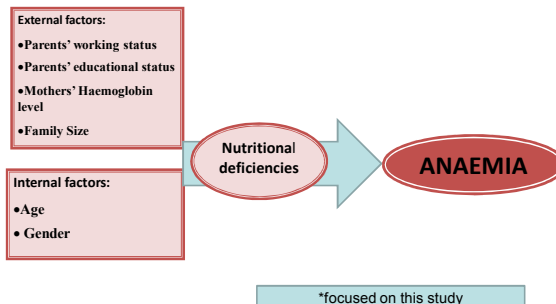 External factors:
•Parents' working status
•Parents' educational status
•Mothers' Haemoglobin
level
•Family Size
Nutritional
deficiencies
ANAEMIA
Internal factors:
•Age
• Gender
*focused on this study